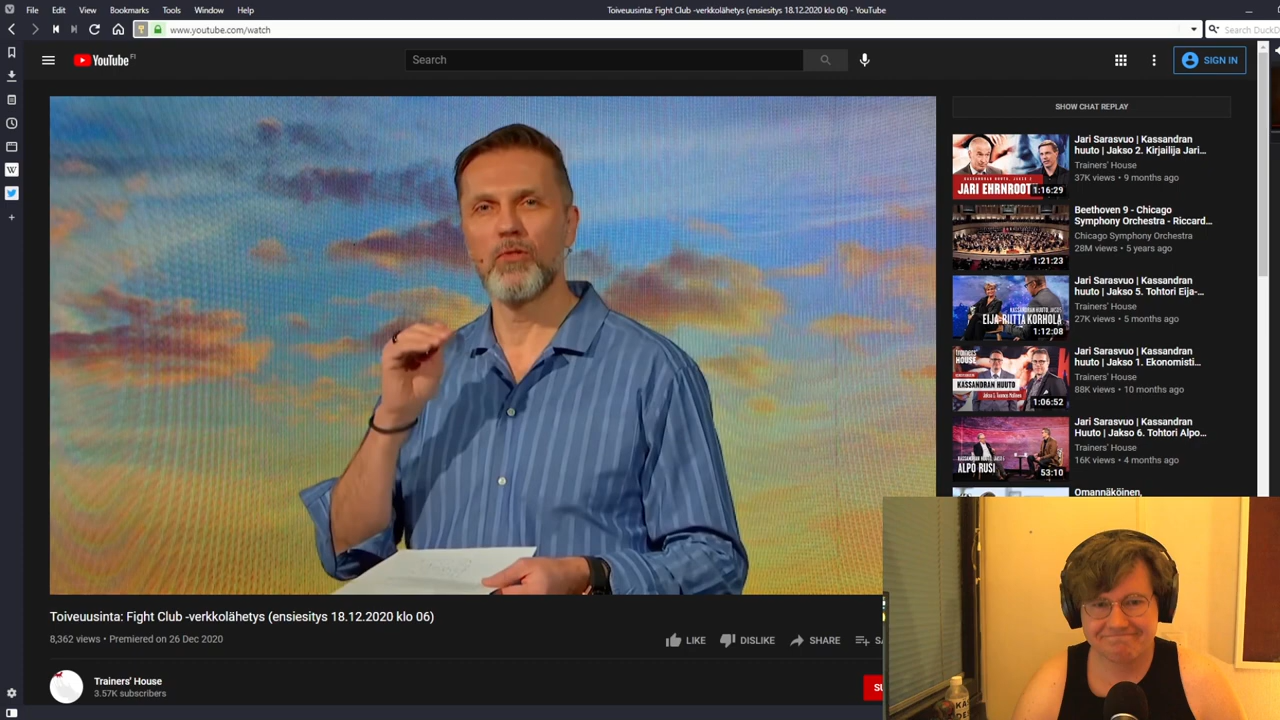 File Edit View Bookmarks Tools Window Help
Toiveuusinta: Fight Club -verkkolähetys (ensiesitys 18.12.2020 klo 06) - YouTube
www.youtube.com/watch
Search DuckD
YouTube FI
Search
SIGN IN
SHOW CHAT REPLAY
JARI EHRNROOT
1:16:29
Jari Sarasvuo | Kassandran
huuto | Jakso 2. Kirjailija Jari...
Trainers' House
37K views • 9 months ago
1:21:23
Beethoven 9 - Chicago
Symphony Orchestra - Riccard...
Chicago Symphony Orchestra
28M views • 5 years ago
EIJA-RIITTA KORHOLA
1:12:08
Jari Sarasvuo | Kassandran
huuto | Jakso 5. Tohtori Eija-...
Trainers' House
27K views • 5 months ago
Trainers' HOUSE
KASSANDRAN HUUTO
1:06:52
Jari Sarasvuo | Kassandran
huuto | Jakso 1. Ekonomisti...
Trainers' House
88K views • 10 months ago
ALPO RUSI
53:10
Jari Sarasvuo | Kassandran
Huuto | Jakso 6. Tohtori Alpo...
Trainers' House
16K views • 4 months ago
Omannäköinen,
Toiveuusinta: Fight Club -verkkolähetys (ensiesitys 18.12.2020 klo 06)
8,362 views • Premiered on 26 Dec 2020
LIKE DISLIKE SHARE SA
Trainers' House
3.57K subscribers
SU